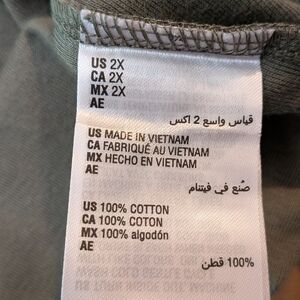 US 2X
CA 2X
MX 2X
AE
قياس واسع 2 اكس
US MADE IN VIETNAM
CA FABRIQUÉ AU VIETNAM
MX HECHO EN VIETNAM
AE
صُنع في فيتنام
US 100% COTTON
CA 100% COTON
MX 100% algodón
AE
100% قطن